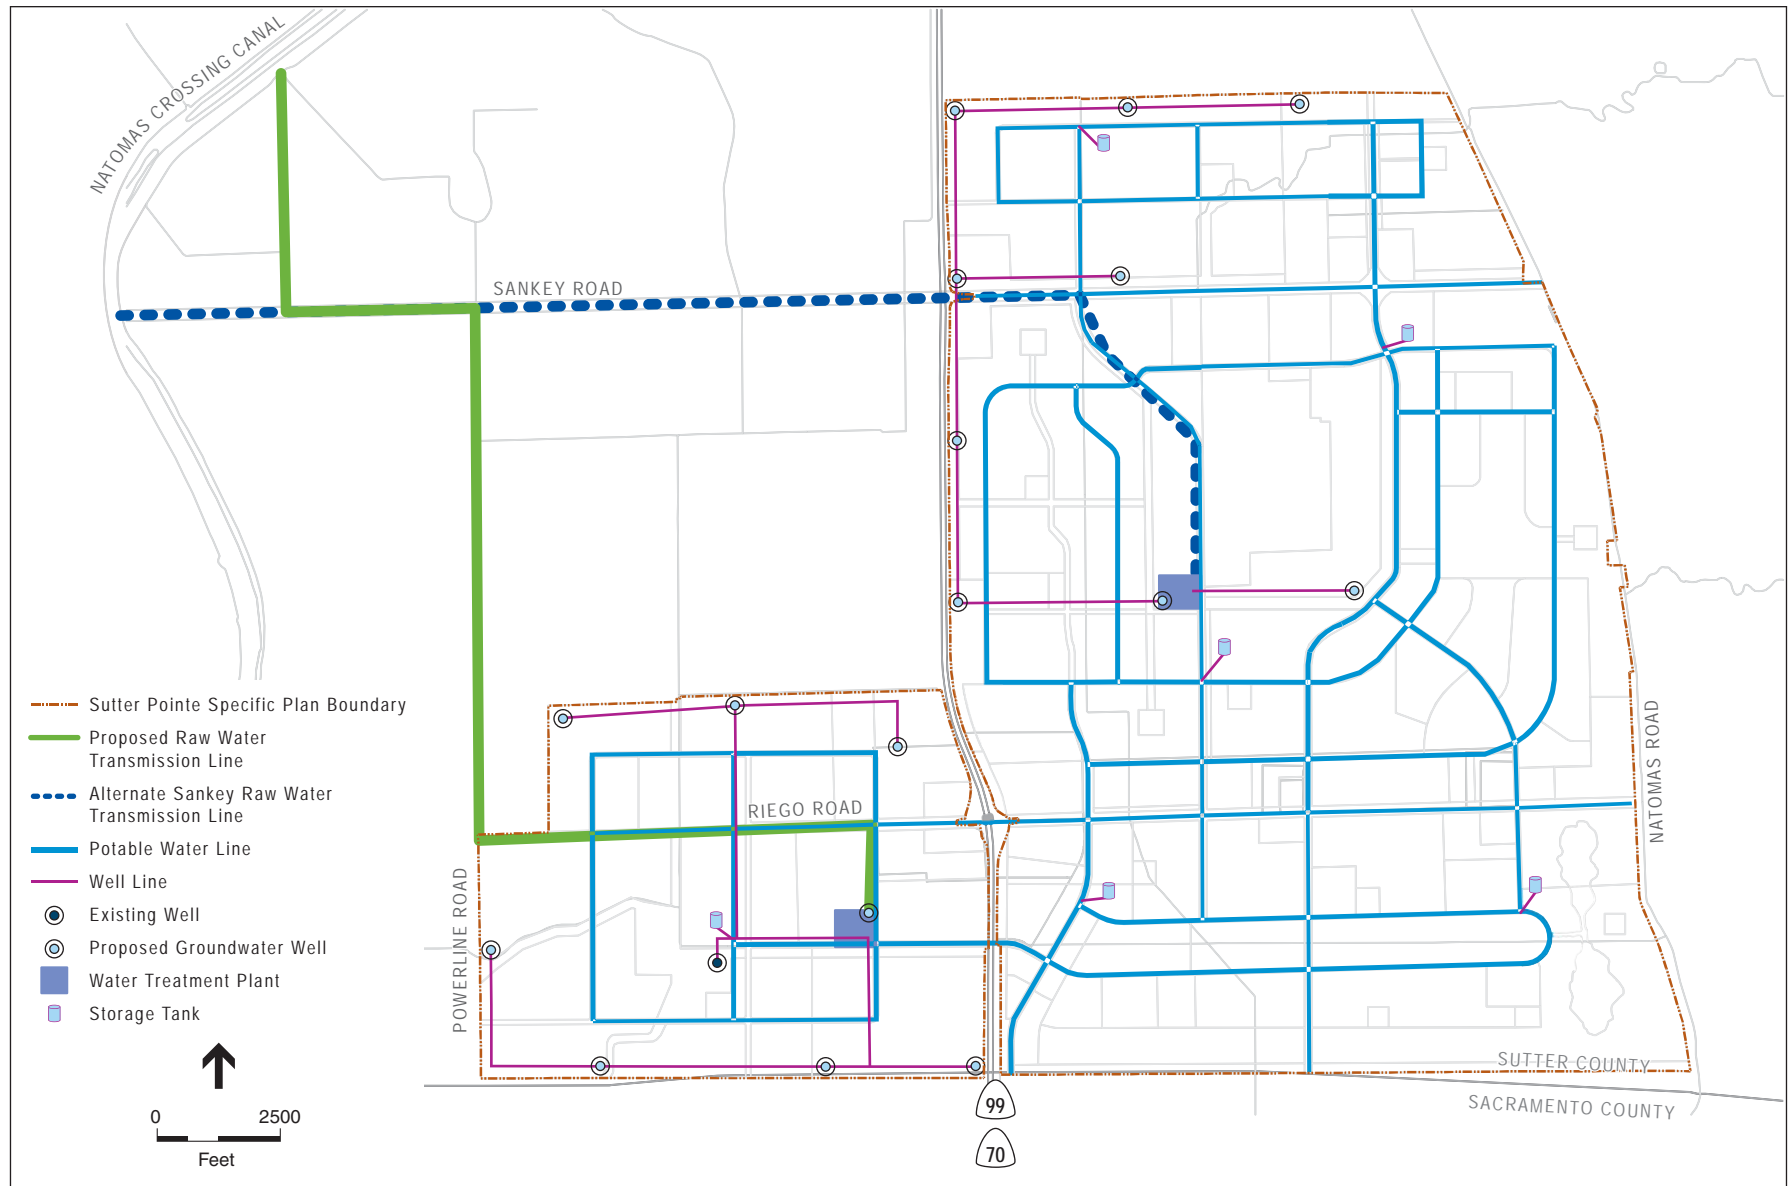 NATOMAS CROSSING CANAL
SANKEY ROAD
Sutter Pointe Specific Plan Boundary
Proposed Raw Water
Transmission Line
Alternate Sankey Raw Water
Transmission Line
Potable Water Line
Well Line
Existing Well
Proposed Groundwater Well
Water Treatment Plant
Storage Tank
0 2500
Feet
RIEGO ROAD
POWERLINE ROAD
NATOMAS ROAD
SUTTER COUNTY
SACRAMENTO COUNTY
99
70